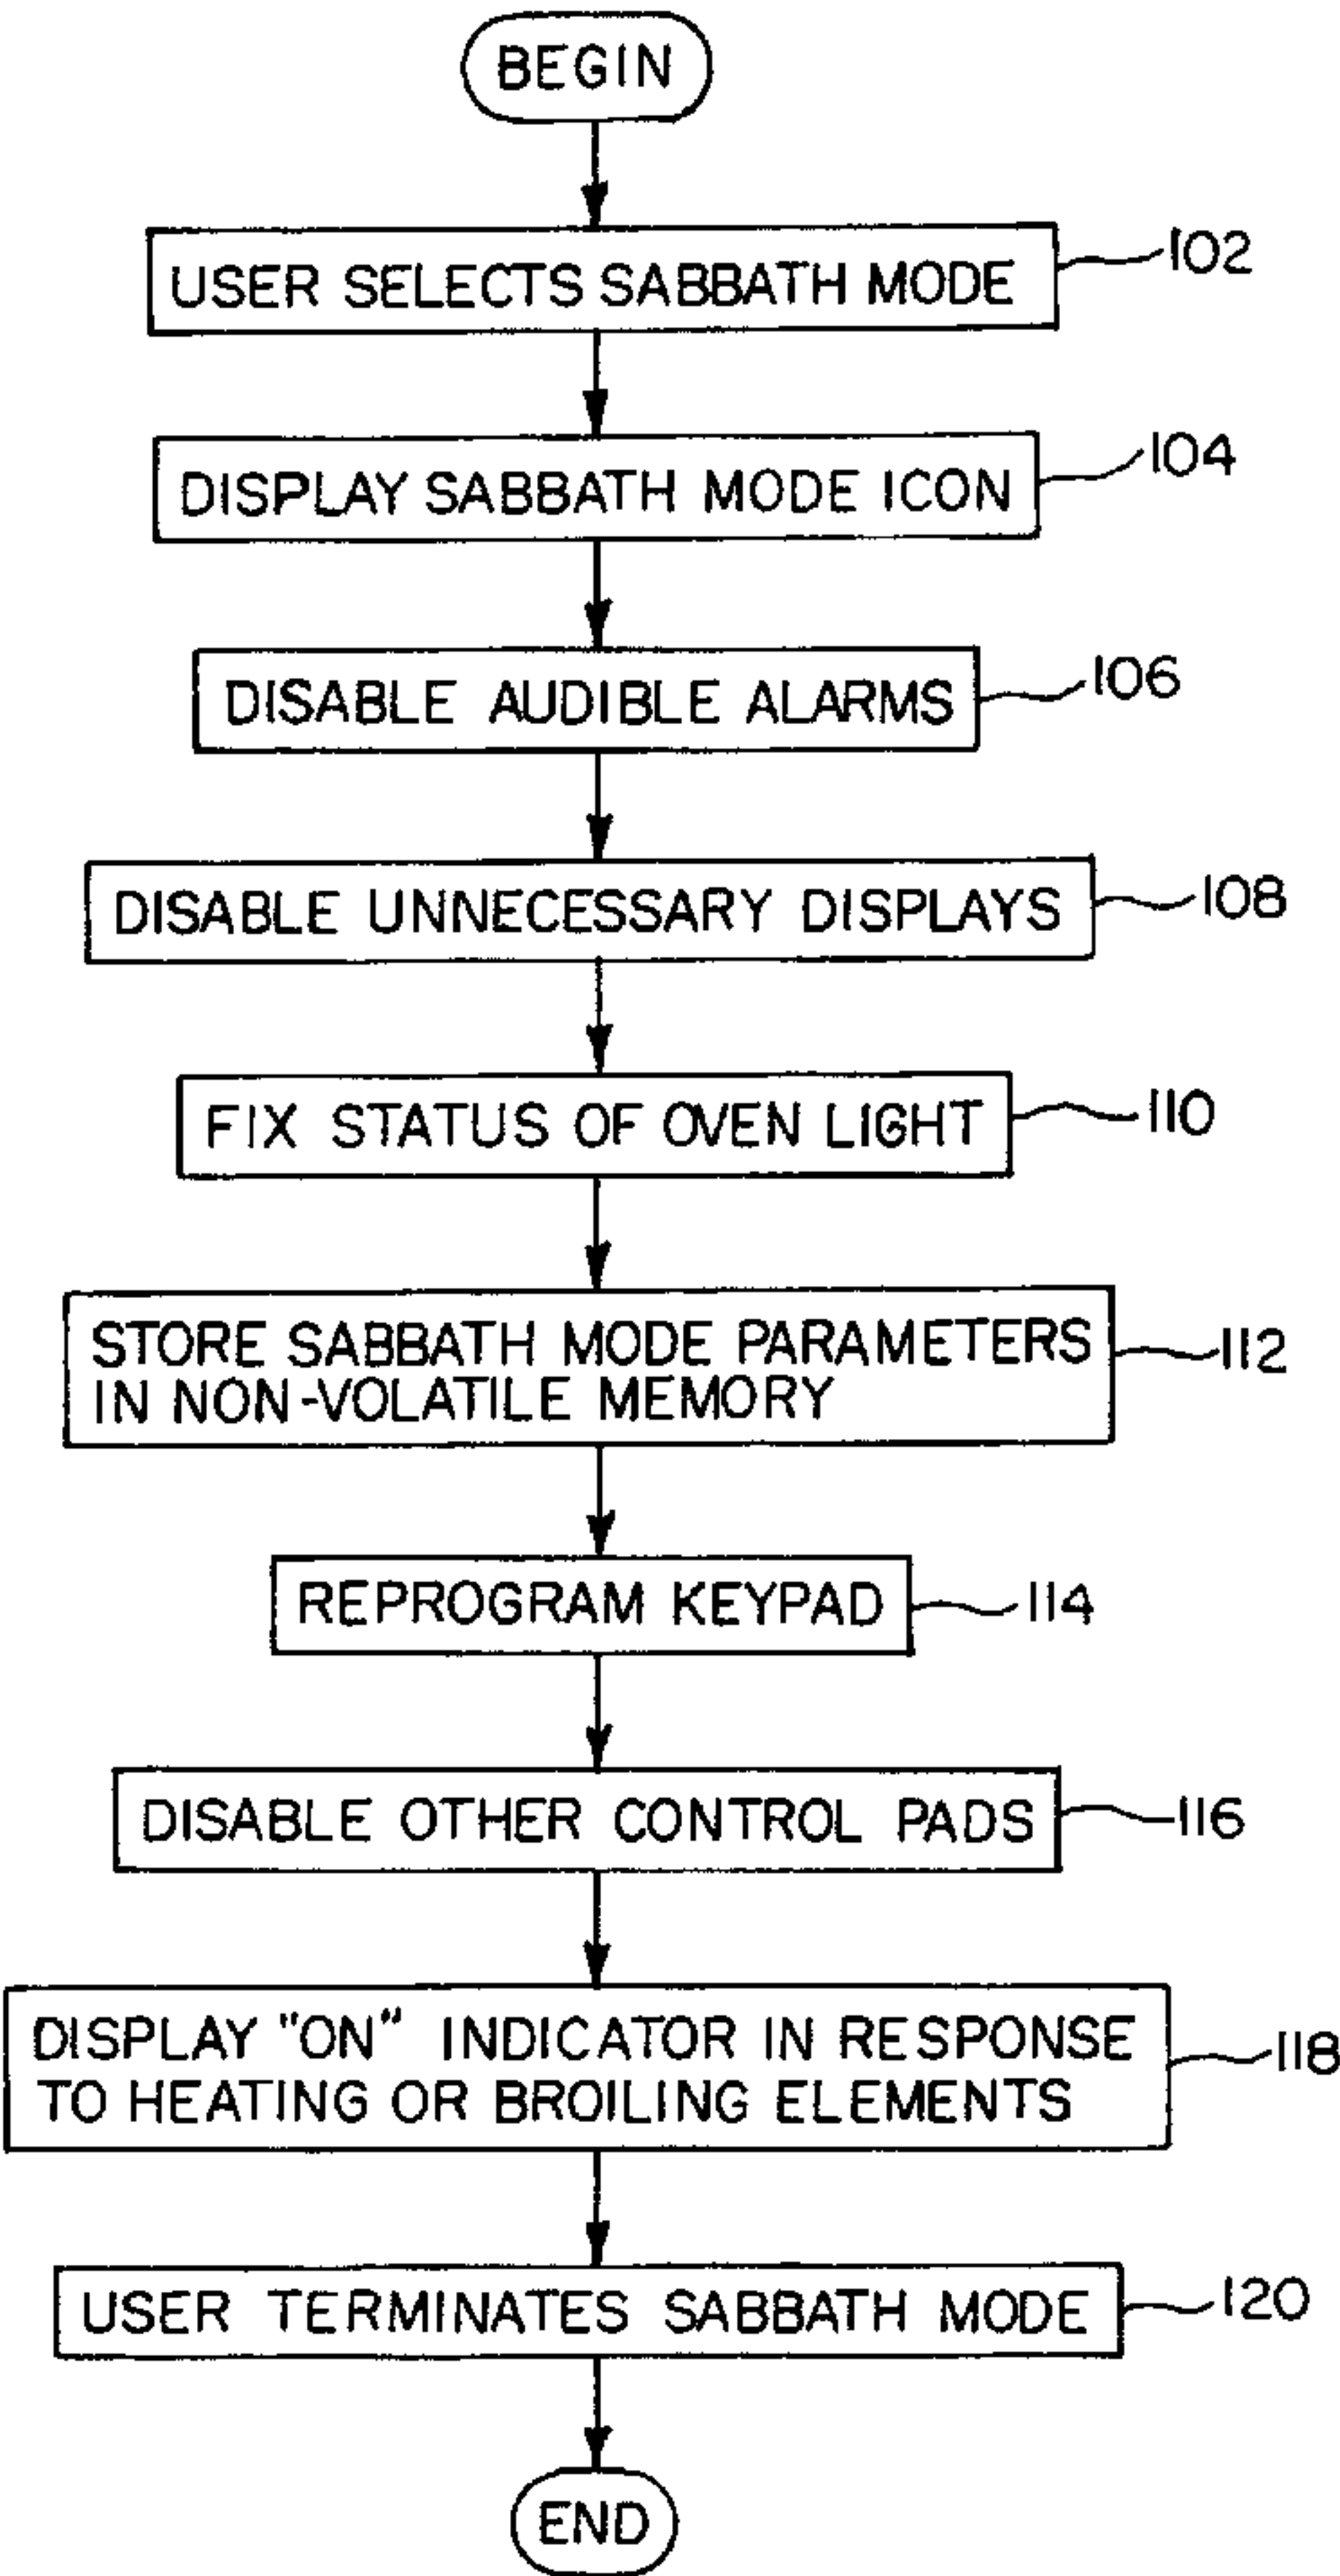 BEGIN
USER SELECTS SABBATH MODE
102
DISPLAY SABBATH MODE ICON
104
DISABLE AUDIBLE ALARMS
106
DISABLE UNNECESSARY DISPLAYS
108
FIX STATUS OF OVEN LIGHT
110
STORE SABBATH MODE PARAMETERS
IN NON-VOLATILE MEMORY
112
REPROGRAM KEYPAD
114
DISABLE OTHER CONTROL PADS
116
DISPLAY "ON" INDICATOR IN RESPONSE
TO HEATING OR BROILING ELEMENTS
118
USER TERMINATES SABBATH MODE
120
END